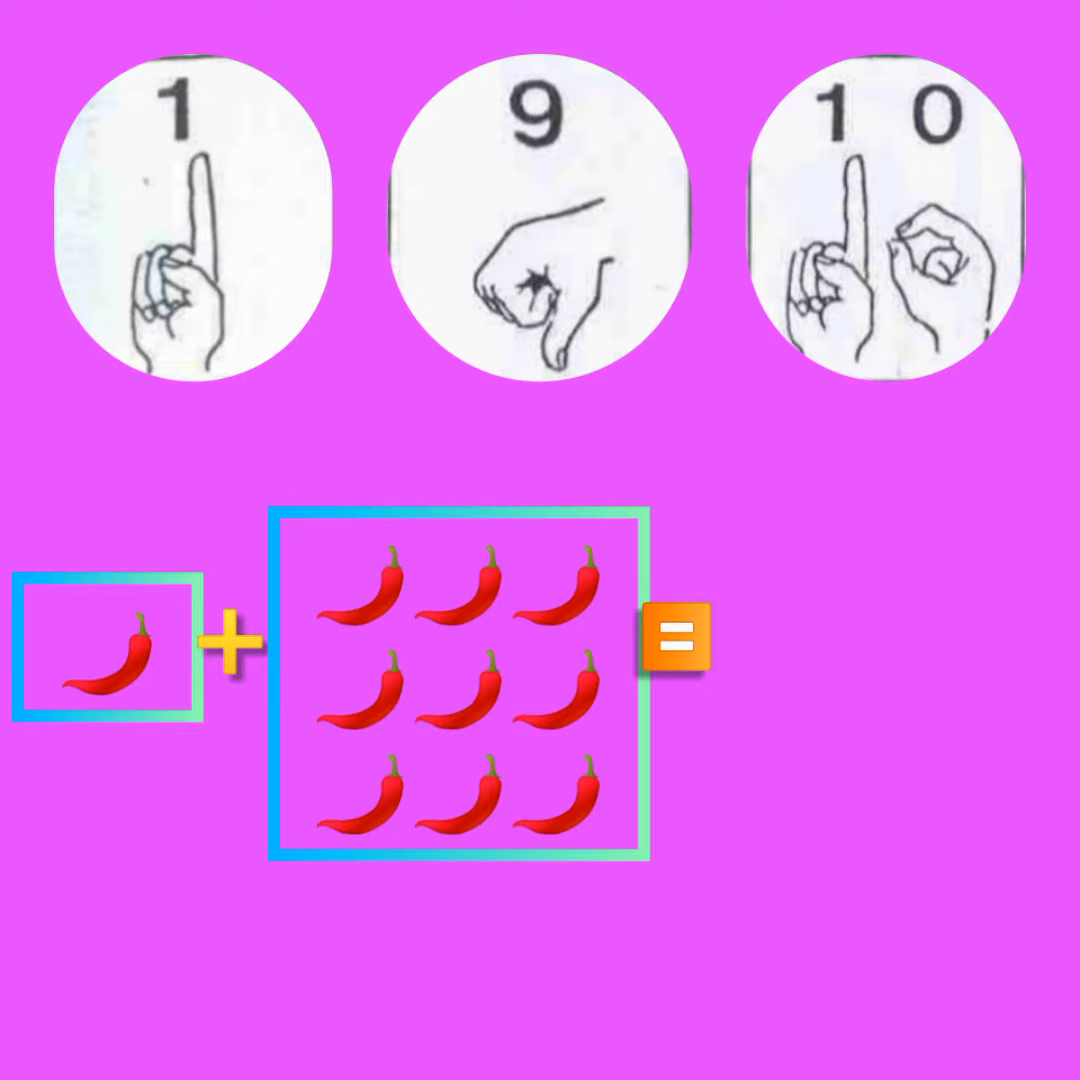 1 9 1 0
+ =